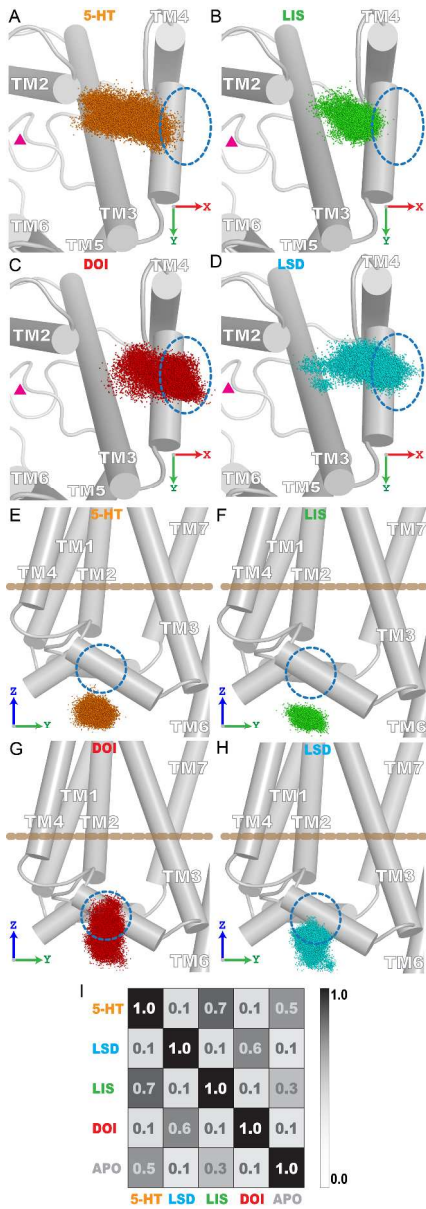 A 5-HT TM4
TM2
TM6 TM5 TM3
X
Y
B LIS TM4
TM2
TM6 TM5 TM3
X
Y
C DOI TM4
TM2
TM6 TM5 TM3
X
Y
D LSD TM4
TM2
TM6 TM5 TM3
X
Y
E 5-HT
TM7
TM1
TM4 TM2
TM3
Z
Y TM6
F LIS
TM7
TM1
TM4 TM2
TM3
Z
Y TM6
G DOI
TM7
TM1
TM4 TM2
TM3
Z
Y TM6
H LSD
TM7
TM1
TM4 TM2
TM3
Z
Y TM6
I
5-HT 1.0 0.1 0.7 0.1 0.5 1.0
LSD 0.1 1.0 0.1 0.6 0.1
LIS 0.7 0.1 1.0 0.1 0.3
DOI 0.1 0.6 0.1 1.0 0.1
APO 0.5 0.1 0.3 0.1 1.0 0.0
5-HT LSD LIS DOI APO